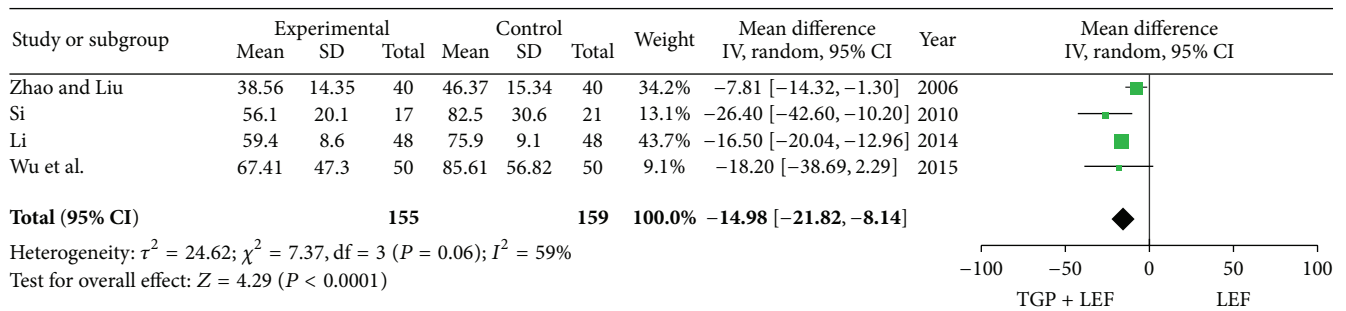 Study or subgroup Experimental Control Weight Mean difference Year Mean difference
Mean SD Total Mean SD Total IV, random, 95% CI IV, random, 95% CI
Zhao and Liu 38.56 14.35 40 46.37 15.34 40 34.2% −7.81 [−14.32, −1.30] 2006
Si 56.1 20.1 17 82.5 30.6 21 13.1% −26.40 [−42.60, −10.20] 2010
Li 59.4 8.6 48 75.9 9.1 48 43.7% −16.50 [−20.04, −12.96] 2014
Wu et al. 67.41 47.3 50 85.61 56.82 50 9.1% −18.20 [−38.69, 2.29] 2015
Total (95% CI) 155 159 100.0% −14.98 [−21.82, −8.14]
Heterogeneity: τ² = 24.62; χ² = 7.37, df = 3 (P = 0.06); I² = 59%
Test for overall effect: Z = 4.29 (P < 0.0001)
−100 −50 0 50 100
TGP + LEF LEF